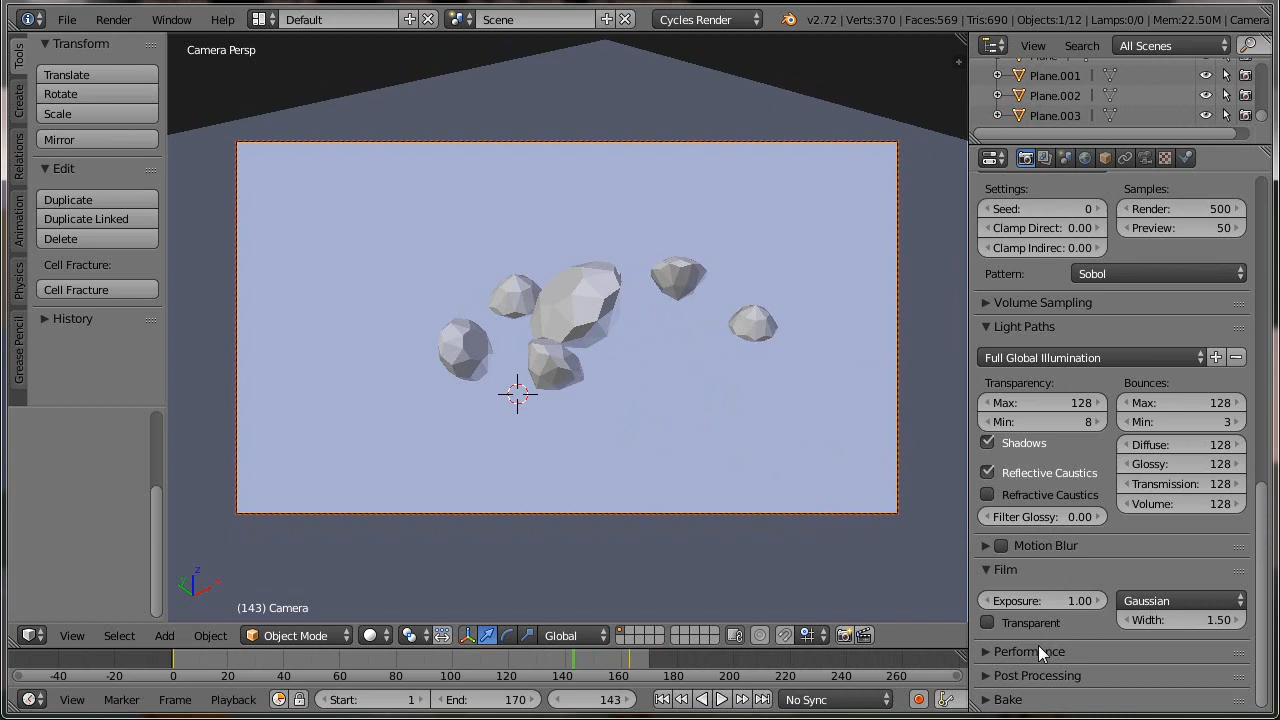 File Render Window Help Default Scene Cycles Render v2.72 | Verts:370 | Faces:569 | Tris:690 | Objects:1/12 | Lamps:0/0 | Mem:22.50M | Camera
Tools
Create
Relations
Animation
Physics
Grease Pencil
Transform
Translate
Rotate
Scale
Mirror
Edit
Duplicate
Duplicate Linked
Delete
Cell Fracture:
Cell Fracture
History
Camera Persp
(143) Camera
z
x
View Search All Scenes
Plane.001
Plane.002
Plane.003
Settings: Samples:
Seed: 0 Render: 500
Clamp Direct: 0.00 Preview: 50
Clamp Indirec: 0.00
Pattern: Sobol
Volume Sampling
Light Paths
Full Global Illumination
Transparency: Bounces:
Max: 128 Max: 128
Min: 8 Min: 3
Shadows Diffuse: 128
Reflective Caustics Glossy: 128
Refractive Caustics Transmission: 128
Filter Glossy: 0.00 Volume: 128
Motion Blur
Film
Exposure: 1.00 Gaussian
Transparent Width: 1.50
Performance
Post Processing
Bake
View Select Add Object Object Mode Global
-40 -20 0 20 40 60 80 100 120 140 160 180 200 220 240 260
View Marker Frame Playback Start: 1 End: 170 143 No Sync